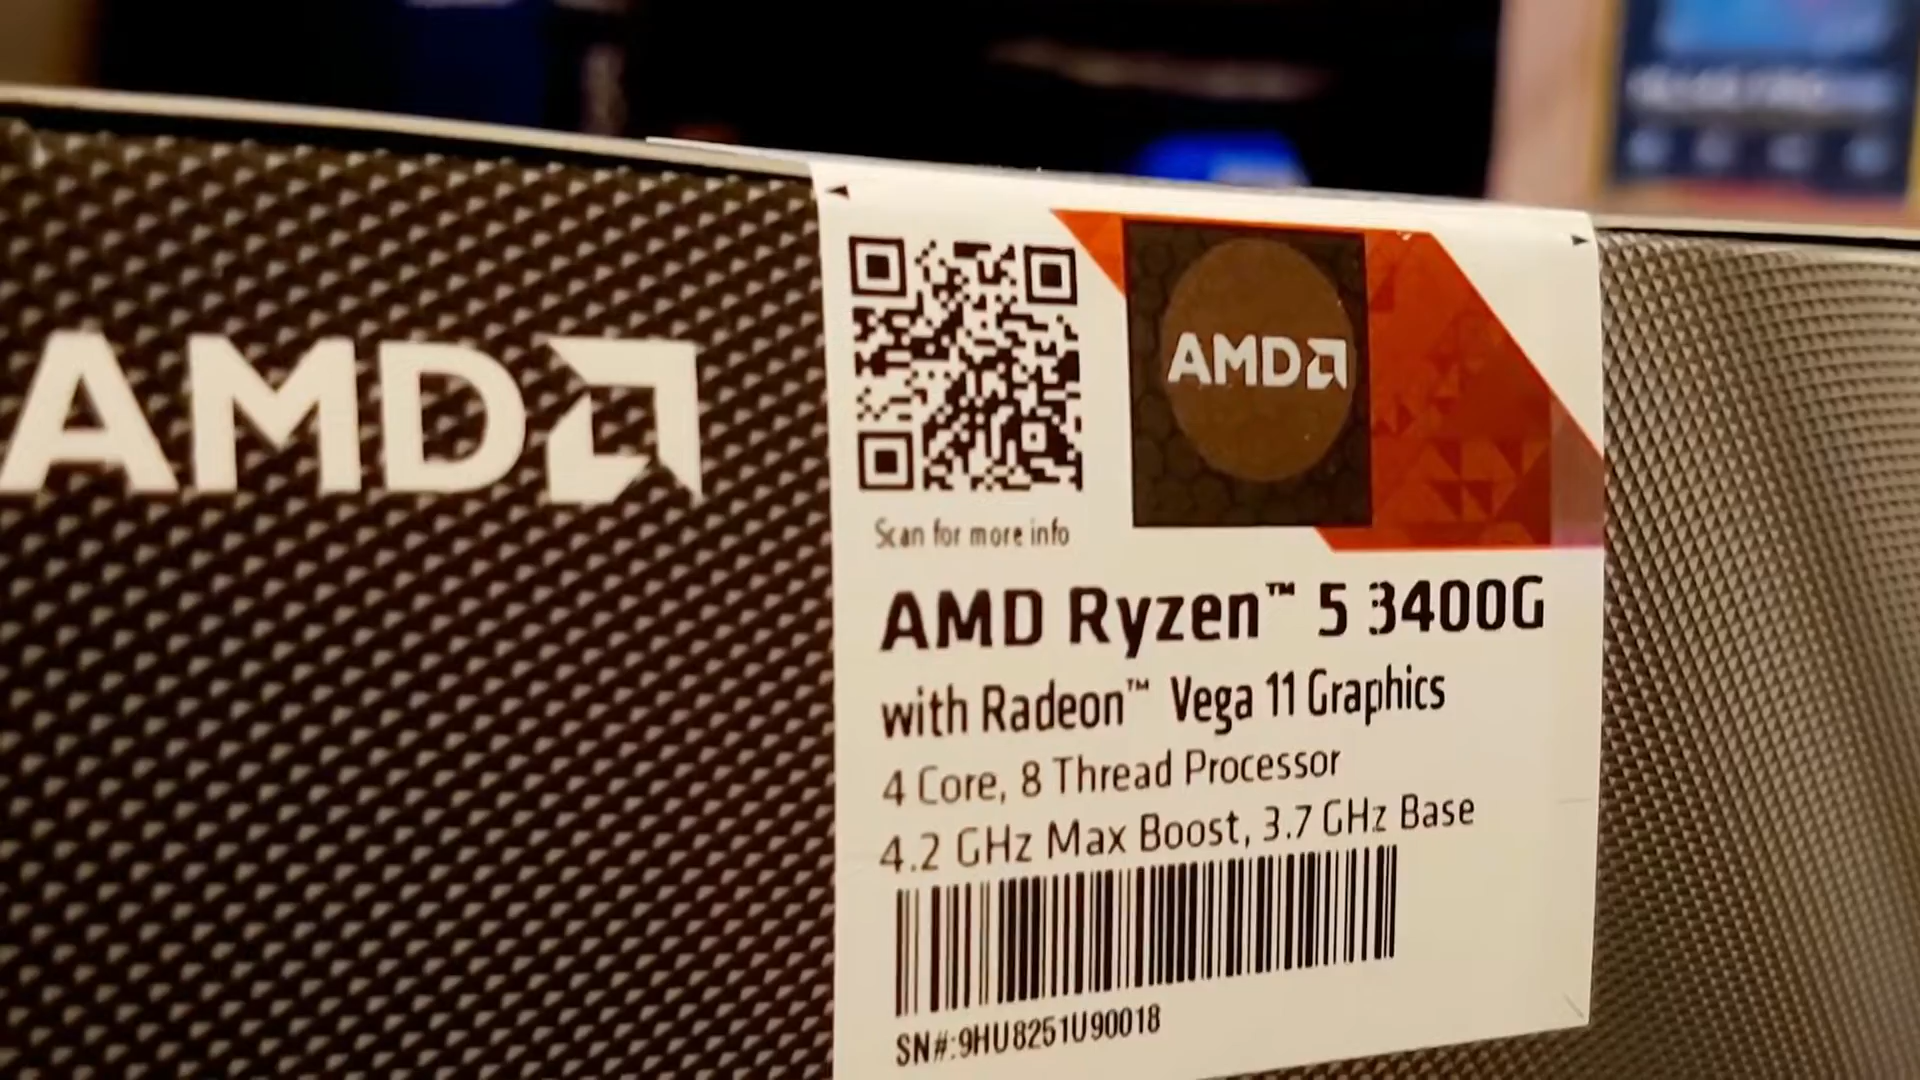 AMD
AMD
Scan for more info
AMD Ryzen™ 5 3400G
with Radeon™ Vega 11 Graphics
4 Core, 8 Thread Processor
4.2 GHz Max Boost, 3.7 GHz Base
SN#:9HU8251U90018